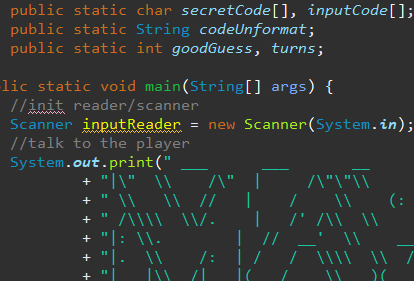 public static char secretCode[], inputCode[];
public static String codeUnformat;
public static int goodGuess, turns;
lic static void main(String[] args) {
//init reader/scanner
Scanner inputReader = new Scanner(System.in);
//talk to the player
System.out.print(" ___      ___     __
+ "|\"  \\    /\"  |     /\"\"\\
+ " \\   \\  //   |    /    \\    (:
+ " /\\\\  \\/.    |   /' /\\  \\
+ "|: \\.        |  //  __'  \\    __
+ "|.  \\    /:  | /   /  \\\\  \\  /
+ "|   |\\  /|   |(   /    \\   )(